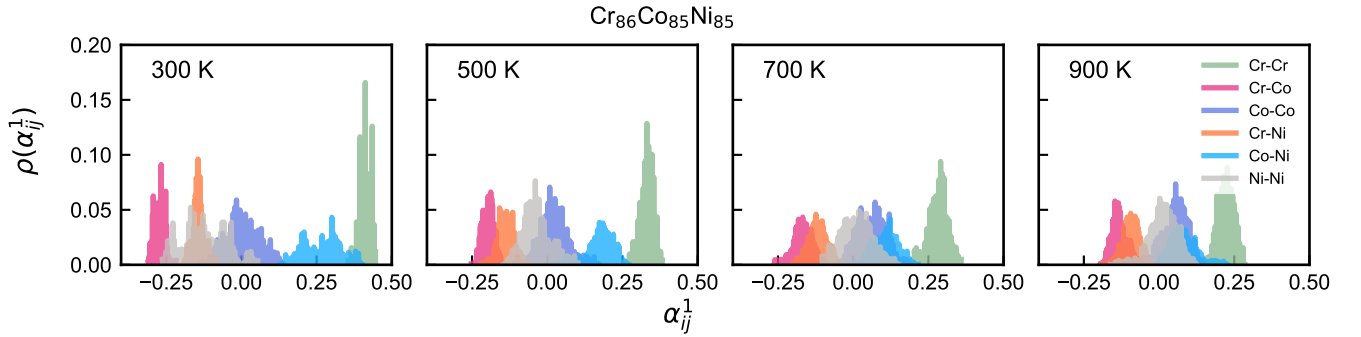 Cr₈₆Co₈₅Ni₈₅
ρ(α¹ᵢⱼ)
0.20
0.15
0.10
0.05
0.00
300 K
500 K
700 K
900 K
Cr-Cr
Cr-Co
Co-Co
Cr-Ni
Co-Ni
Ni-Ni
−0.25 0.00 0.25 0.50
−0.25 0.00 0.25 0.50
−0.25 0.00 0.25 0.50
−0.25 0.00 0.25 0.50
α¹ᵢⱼ